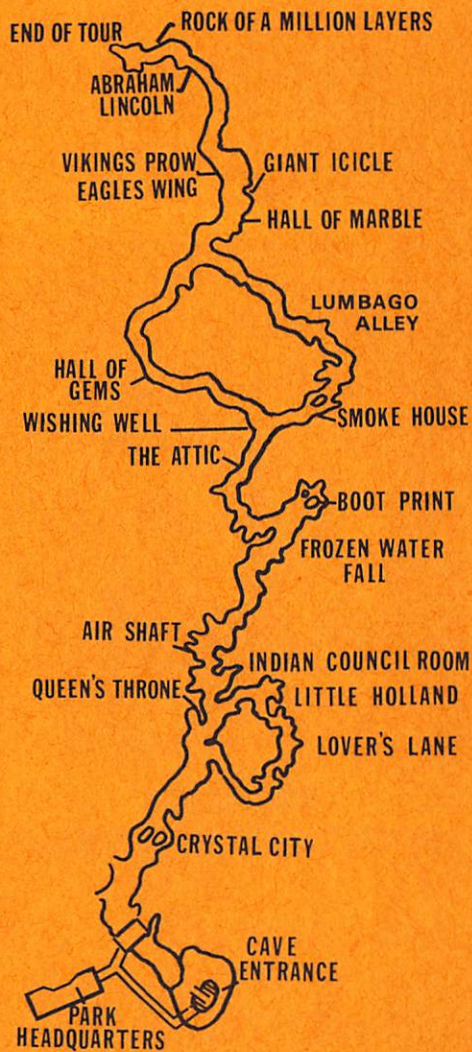 END OF TOUR
ROCK OF A MILLION LAYERS
ABRAHAM
LINCOLN
VIKINGS PROW
EAGLES WING
GIANT ICICLE
HALL OF MARBLE
LUMBAGO
ALLEY
HALL OF
GEMS
WISHING WELL
SMOKE HOUSE
THE ATTIC
BOOT PRINT
FROZEN WATER
FALL
AIR SHAFT
INDIAN COUNCIL ROOM
QUEEN'S THRONE
LITTLE HOLLAND
LOVER'S LANE
CRYSTAL CITY
CAVE
ENTRANCE
PARK
HEADQUARTERS